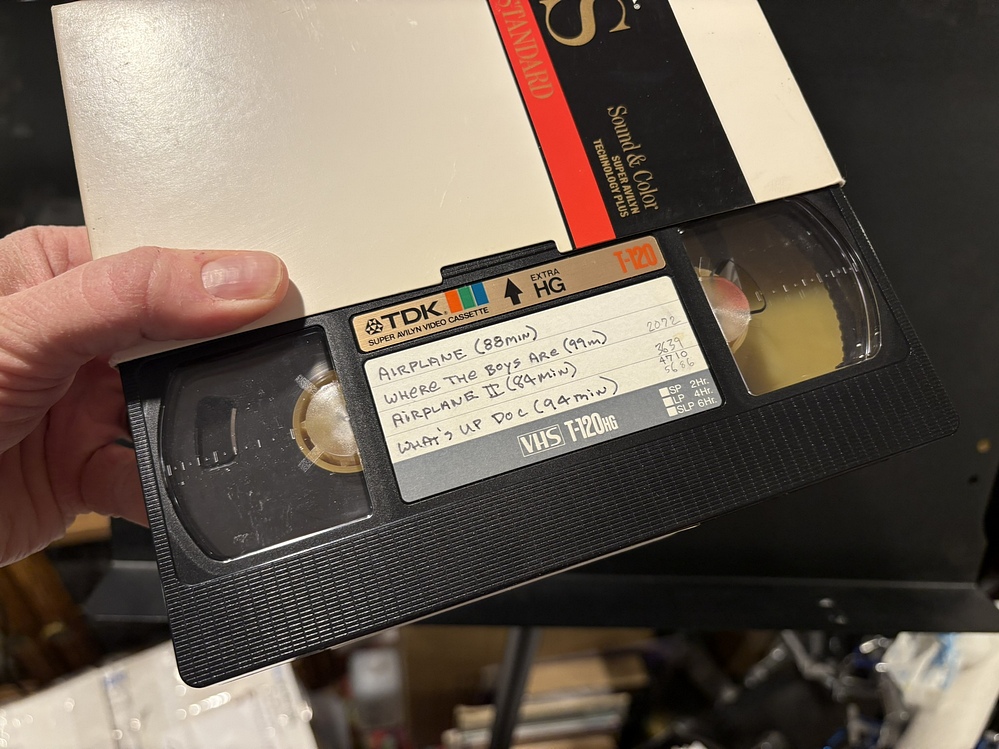 STANDARD
S
Sound & Color
SUPER AVILYN
TECHNOLOGY PLUS
TDK
SUPER AVILYN VIDEO CASSETTE
EXTRA
HG
T-120
AIRPLANE (88MIN)
WHERE THE BOYS ARE (99m) 2072
AIRPLANE II (84MIN) 3639
4710
WHAT'S UP DOC (94MIN) 5686
SP 2Hr.
LP 4Hr.
SLP 6Hr.
VHS T-120HG